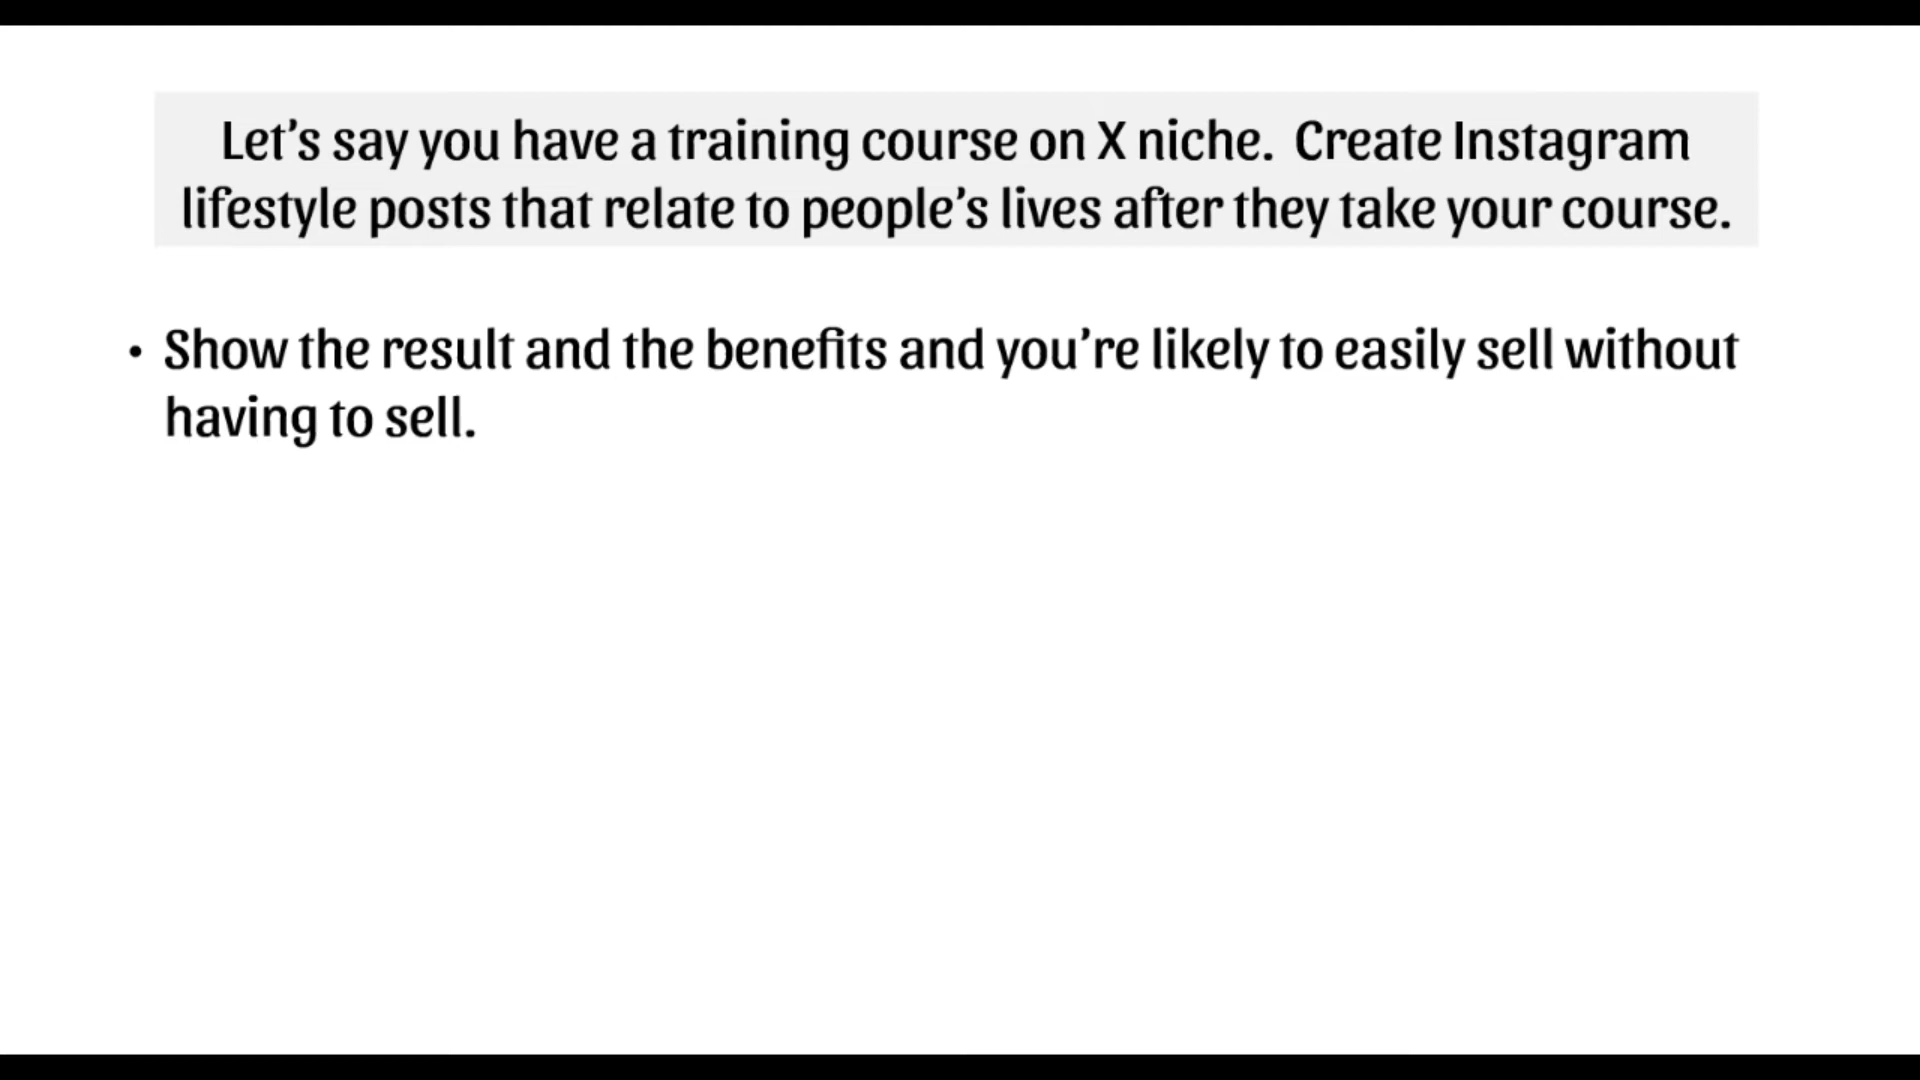 Let’s say you have a training course on X niche.  Create Instagram
lifestyle posts that relate to people’s lives after they take your course.
• Show the result and the benefits and you’re likely to easily sell without
having to sell.